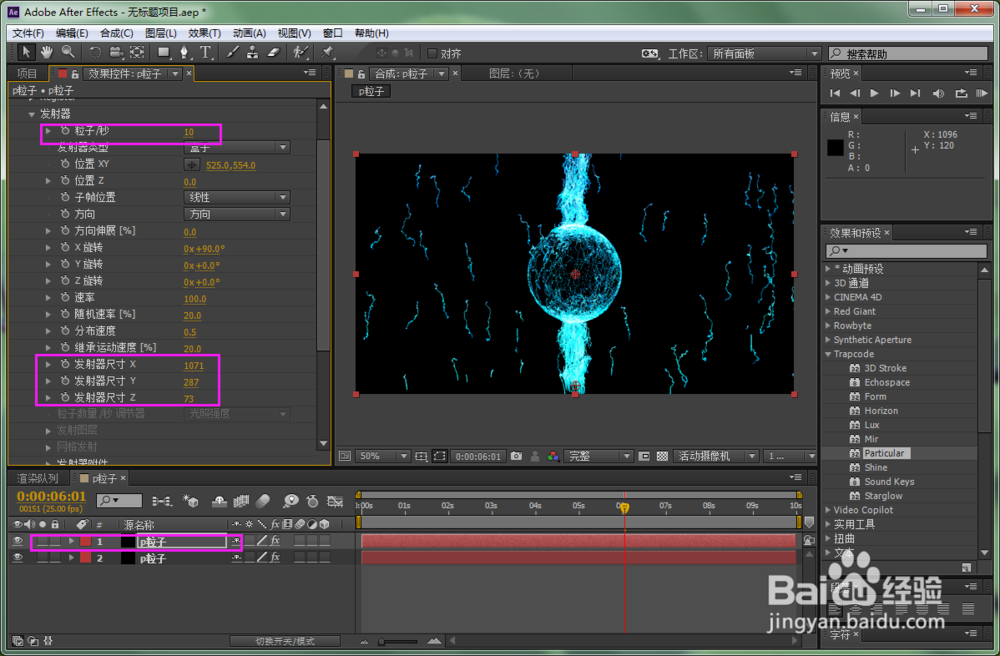 Adobe After Effects - 无标题项目.aep *
文件(F) 编辑(E) 合成(C) 图层(L) 效果(T) 动画(A) 视图(V) 窗口 帮助(H)
对齐 工作区: 所有面板 搜索帮助
项目 效果控件: p粒子 ×
p粒子 • p粒子
发射器
粒子/秒 10
发射器类型 盒子
位置 XY 525.0,554.0
位置 Z 0.0
子帧位置 线性
方向 方向
方向伸展 [%] 0.0
X 旋转 0x+90.0°
Y 旋转 0x+0.0°
Z 旋转 0x+0.0°
速率 100.0
随机速率 [%] 20.0
分布速度 0.5
继承运动速度 [%] 20.0
发射器尺寸 X 1071
发射器尺寸 Y 287
发射器尺寸 Z 73
粒子数量/秒 调节器 光照强度
发射图层
网格发射
发射附件
合成: p粒子 × 图层: (无)
p粒子
50% 0:00:06:01 完整 活动摄像机 1 ...
预览 ×
信息 ×
R:
G:
B:
A: 0
X: 1096
Y: 120
效果和预设 ×
* 动画预设
3D 通道
CINEMA 4D
Red Giant
Rowbyte
Synthetic Aperture
Trapcode
3D Stroke
Echospace
Form
Horizon
Lux
Mir
Particular
Shine
Sound Keys
Starglow
Video Copilot
实用工具
扭曲
文本
字符 ×
渲染队列 p粒子 ×
0:00:06:01
00151 (25.00 fps)
# 源名称
:00s 01s 02s 03s 04s 05s 06s 07s 08s 09s 10s
1 p粒子
2 p粒子
切换开关/模式
Baidu 经验
jingyan.baidu.com